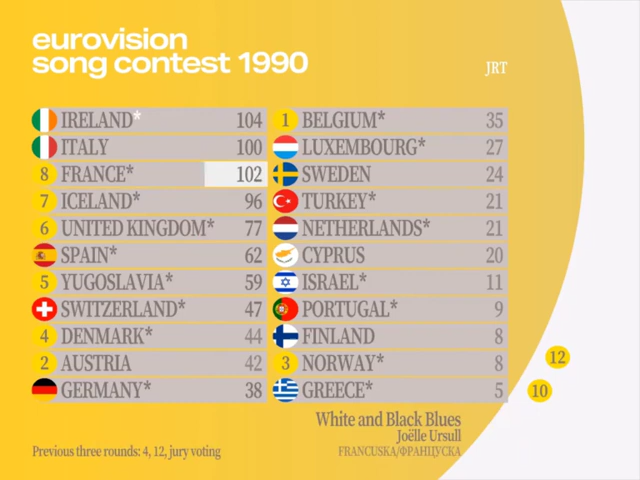 eurovision
song contest 1990
JRT
IRELAND* 104
ITALY 100
8 FRANCE* 102
7 ICELAND* 96
6 UNITED KINGDOM* 77
SPAIN* 62
5 YUGOSLAVIA* 59
SWITZERLAND* 47
4 DENMARK* 44
2 AUSTRIA 42
GERMANY* 38
1 BELGIUM* 35
LUXEMBOURG* 27
SWEDEN 24
TURKEY* 21
NETHERLANDS* 21
CYPRUS 20
ISRAEL* 11
PORTUGAL* 9
FINLAND 8
3 NORWAY* 8
GREECE* 5
12
10
White and Black Blues
Joëlle Ursull
FRANCUSKA/ФРАНЦУСКА
Previous three rounds: 4, 12, jury voting